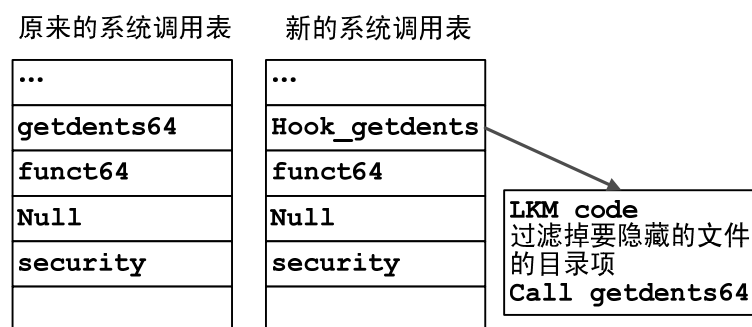 原来的系统调用表
新的系统调用表
…
getdents64
funct64
Null
security
…
Hook_getdents
funct64
Null
security
LKM code
过滤掉要隐藏的文件
的目录项
Call getdents64